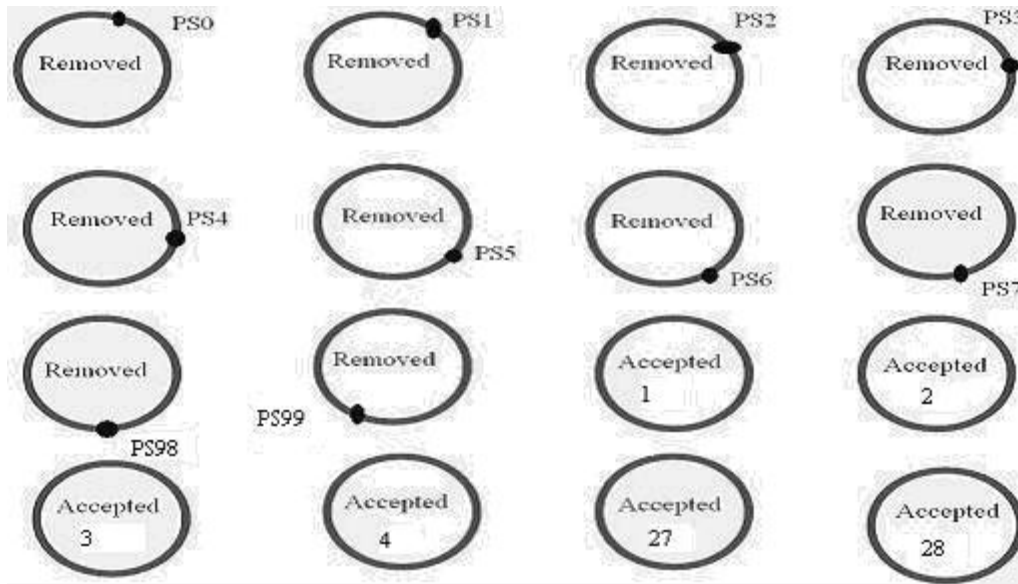 Removed PS0
Removed PS1
Removed PS2
Removed PS3
Removed PS4
Removed PS5
Removed PS6
Removed PS7
Removed PS98
Removed PS99
Accepted 1
Accepted 2
Accepted 3
Accepted 4
Accepted 27
Accepted 28